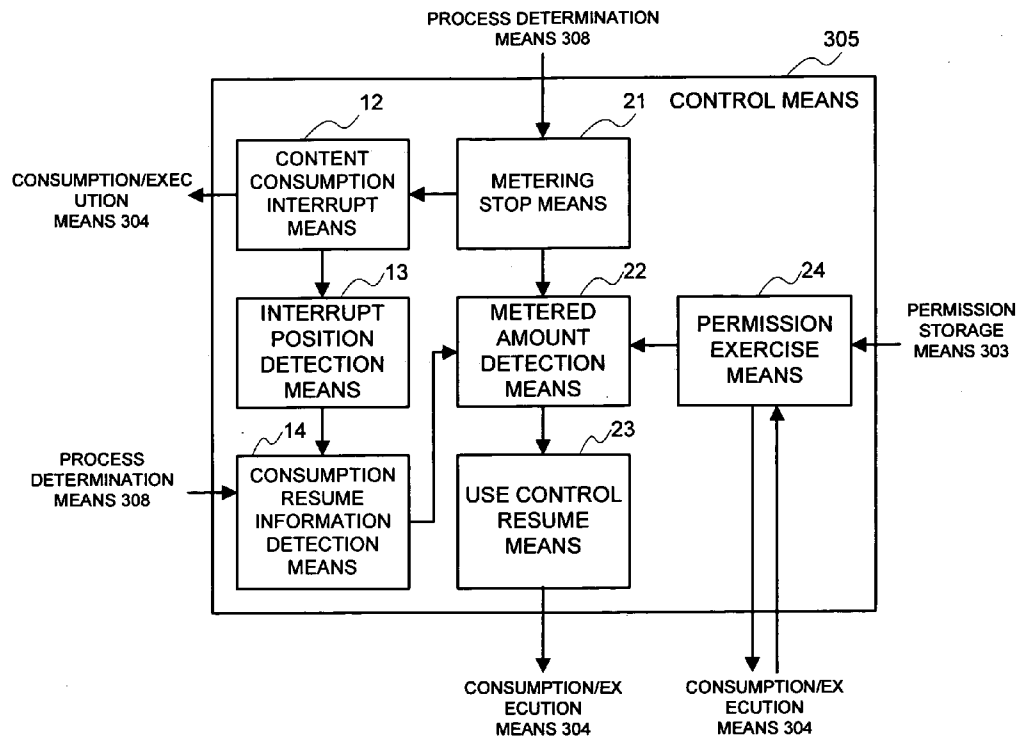 PROCESS DETERMINATION
MEANS 308
305
CONTROL MEANS
12
21
CONTENT
CONSUMPTION
INTERRUPT
MEANS
METERING
STOP MEANS
CONSUMPTION/EXEC
UTION
MEANS 304
13
22
24
INTERRUPT
POSITION
DETECTION
MEANS
METERED
AMOUNT
DETECTION
MEANS
PERMISSION
EXERCISE
MEANS
PERMISSION
STORAGE
MEANS 303
14
23
PROCESS
DETERMINATION
MEANS 308
CONSUMPTION
RESUME
INFORMATION
DETECTION
MEANS
USE CONTROL
RESUME
MEANS
CONSUMPTION/EX
ECUTION
MEANS 304
CONSUMPTION/EX
ECUTION
MEANS 304